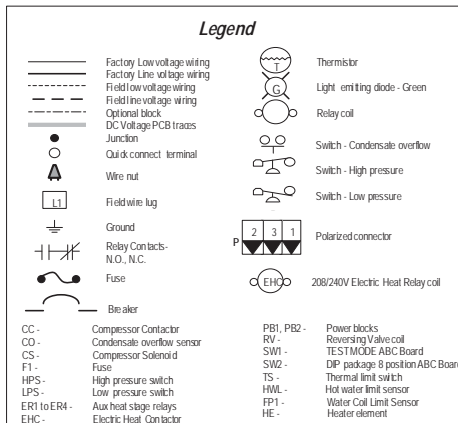 Legend
Factory Low voltage wiring
Factory Line voltage wiring
Field low voltage wiring
Field line voltage wiring
Optional block
DC Voltage PCB traces
Junction
Quick connect terminal
Wire nut
L1 Field wire lug
Ground
Relay Contacts-
N.O., N.C.
Fuse
Breaker
T Thermistor
G Light emitting diode - Green
Relay coil
Switch - Condensate overflow
Switch - High pressure
Switch - Low pressure
P 2 3 1 Polarized connector
EHC 208/240V Electric Heat Relay coil
CC - Compressor Contactor
CO - Condensate overflow sensor
CS - Compressor Solenoid
F1 - Fuse
HPS - High pressure switch
LPS - Low pressure switch
ER1 to ER4 - Aux heat stage relays
EHC - Electric Heat Contactor
PB1, PB2 - Power blocks
RV - Reversing Valve coil
SW1 - TEST MODE ABC Board
SW2 - DIP package 8 position ABC Board
TS - Thermal limit switch
HWL - Hot water limit sensor
FP1 - Water Coil Limit Sensor
HE - Heater element